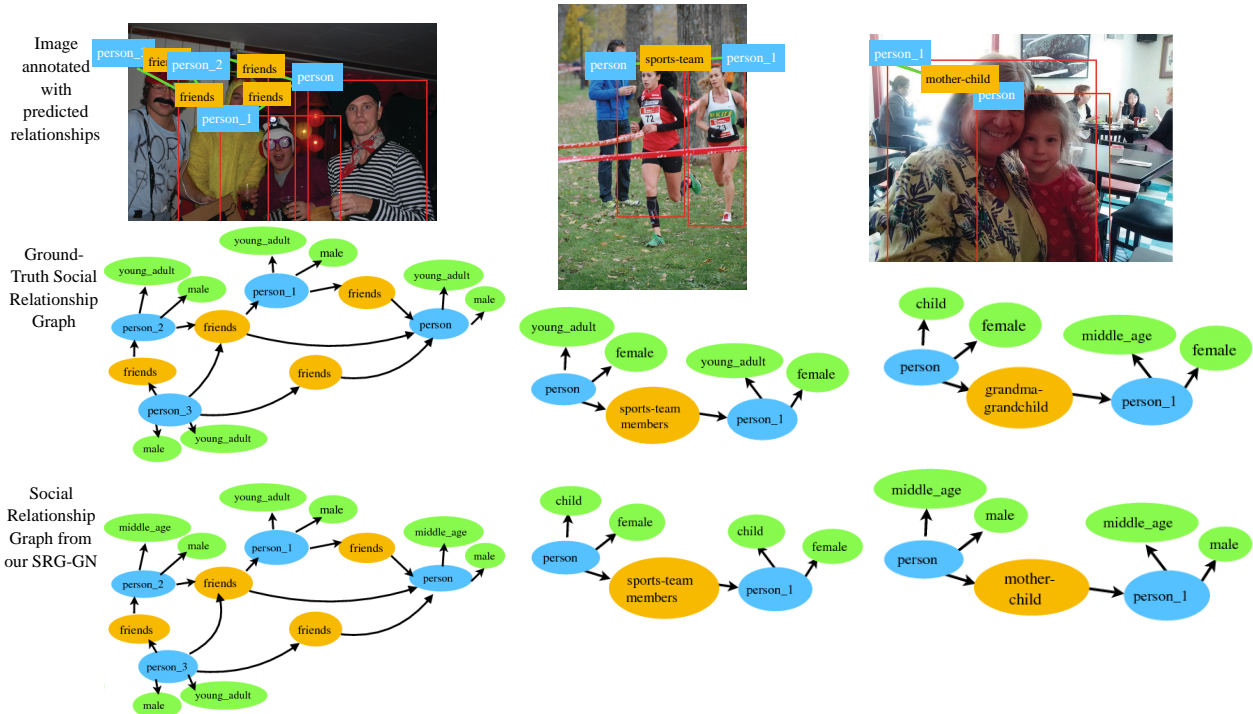 Image
annotated
with
predicted
relationships
person_
friends
person_2
friends
person
friends
friends
person_1
person
sports-team
person_1
72
73
person_1
mother-child
person
Ground-
Truth Social
Relationship
Graph
young_adult
male
person_2
friends
friends
person_3
male
young_adult
young_adult
male
person_1
friends
friends
young_adult
male
person
young_adult
female
person
sports-team
members
young_adult
female
person_1
child
female
person
grandma-
grandchild
middle_age
female
person_1
Social
Relationship
Graph from
our SRG-GN
middle_age
male
person_2
friends
friends
person_3
male
young_adult
young_adult
male
person_1
friends
friends
middle_age
male
person
child
female
person
sports-team
members
child
female
person_1
middle_age
male
person
mother-
child
middle_age
male
person_1